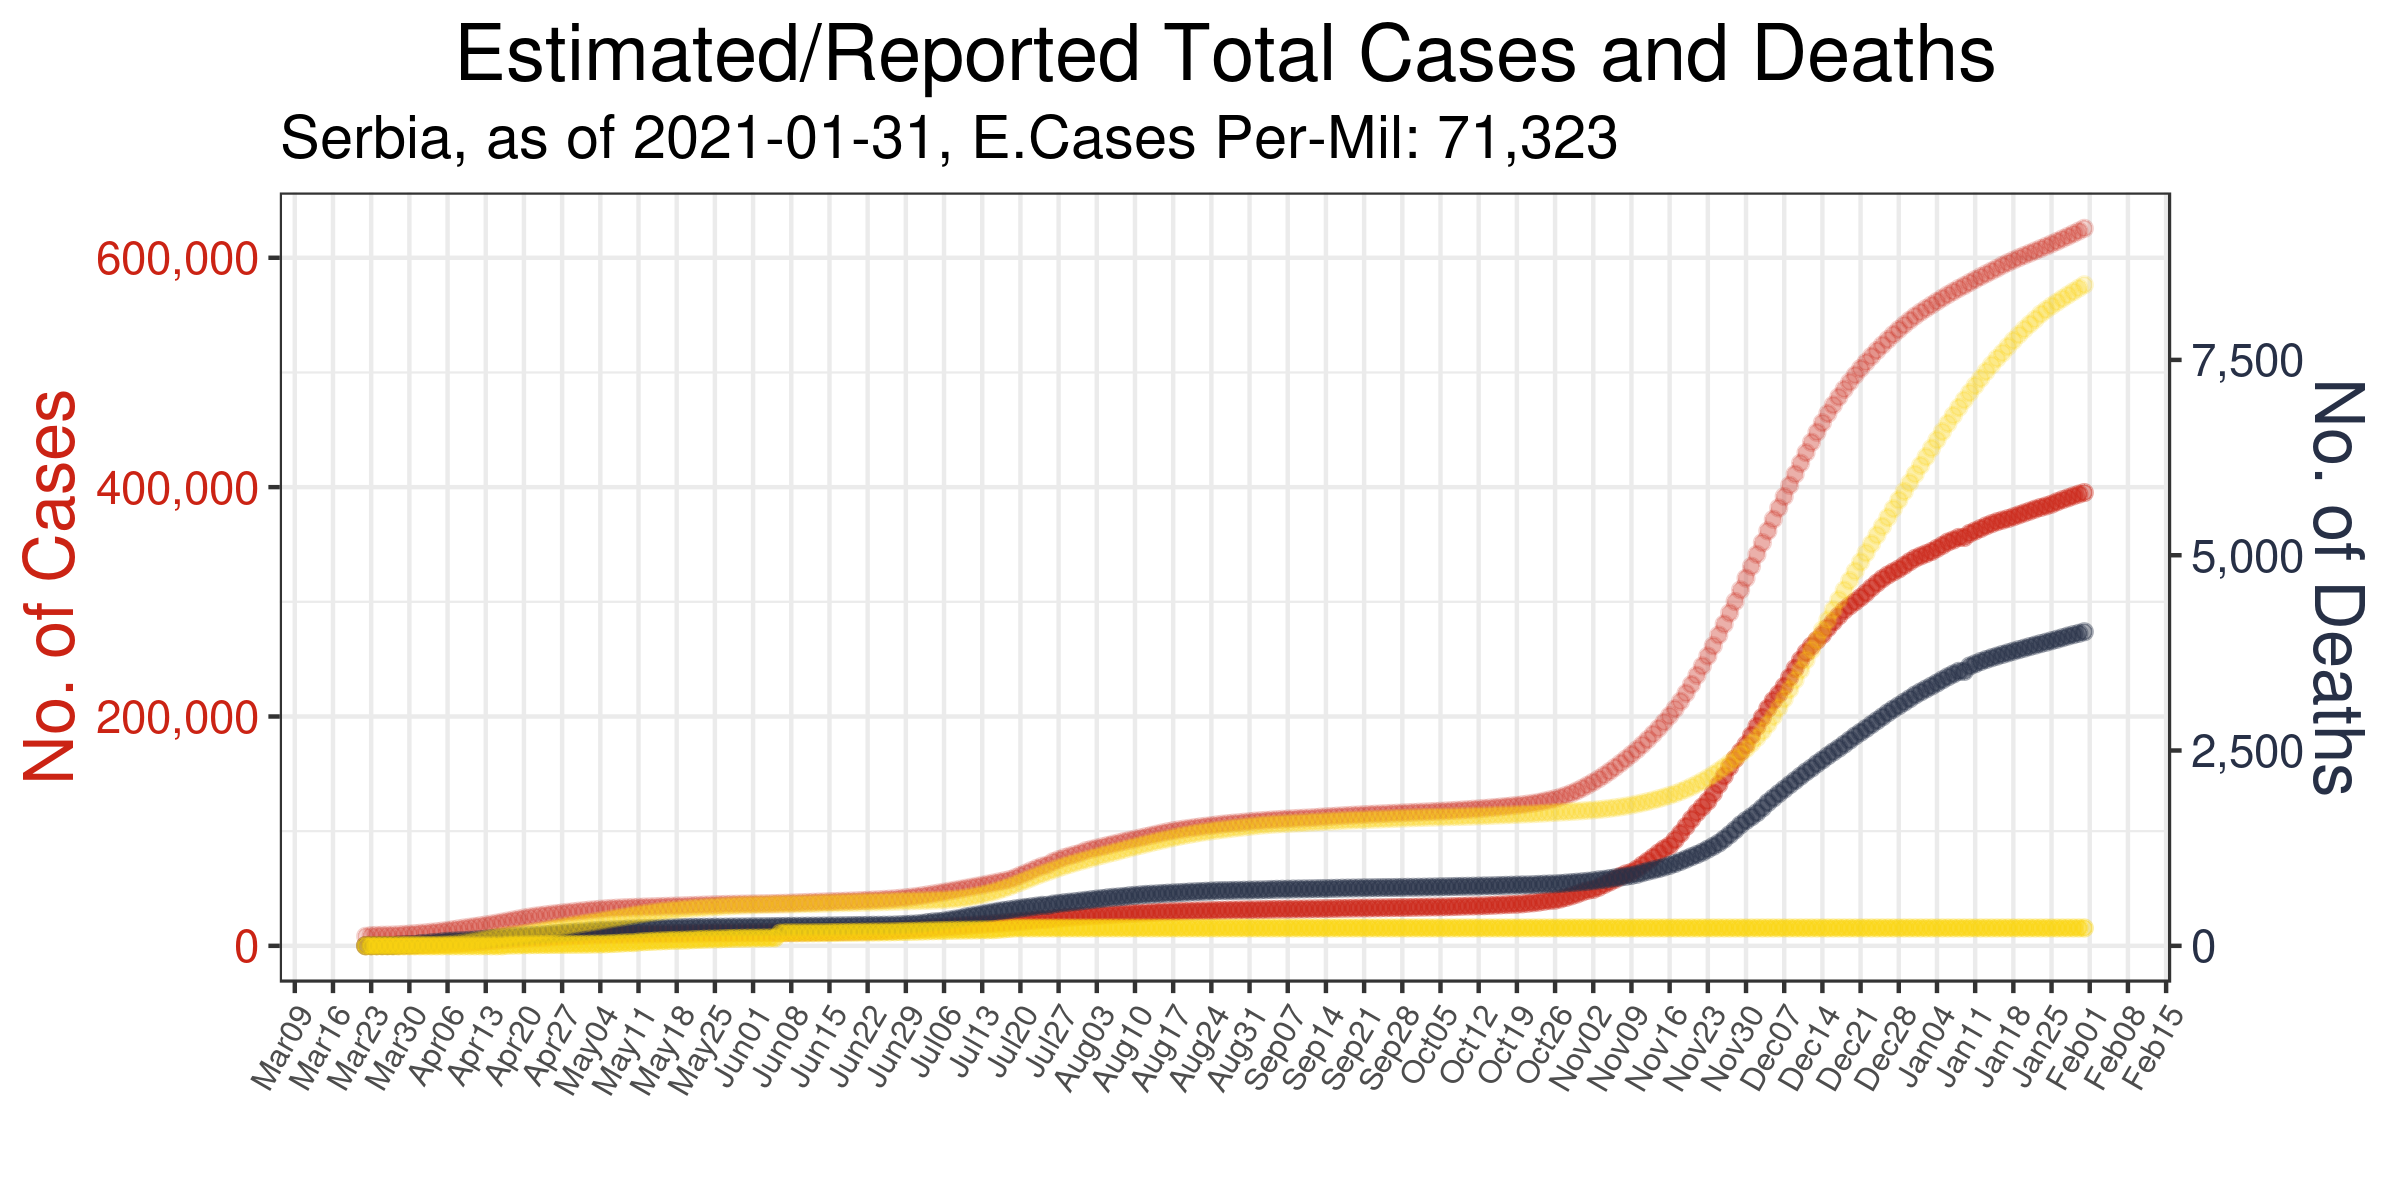 Estimated/Reported Total Cases and Deaths
Serbia, as of 2021-01-31, E.Cases Per-Mil: 71,323
No. of Cases
600,000
400,000
200,000
0
7,500
5,000
2,500
0
No. of Deaths
Mar09
Mar16
Mar23
Mar30
Apr06
Apr13
Apr20
Apr27
May04
May11
May18
May25
Jun01
Jun08
Jun15
Jun22
Jun29
Jul06
Jul13
Jul20
Jul27
Aug03
Aug10
Aug17
Aug24
Aug31
Sep07
Sep14
Sep21
Sep28
Oct05
Oct12
Oct19
Oct26
Nov02
Nov09
Nov16
Nov23
Nov30
Dec07
Dec14
Dec21
Dec28
Jan04
Jan11
Jan18
Jan25
Feb01
Feb08
Feb15